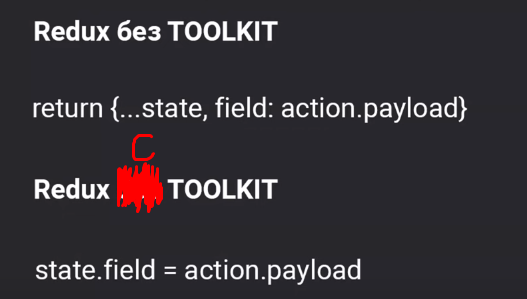 Redux без TOOLKIT
return {...state, field: action.payload}
Redux С TOOLKIT
state.field = action.payload